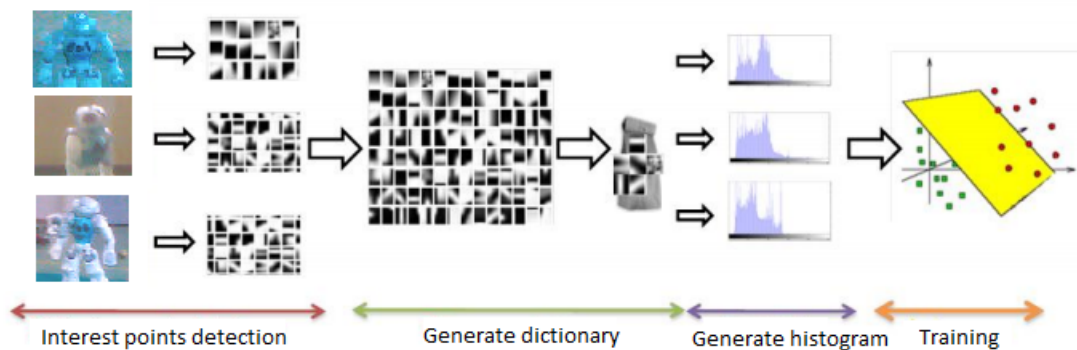 Interest points detection
Generate dictionary
Generate histogram
Training